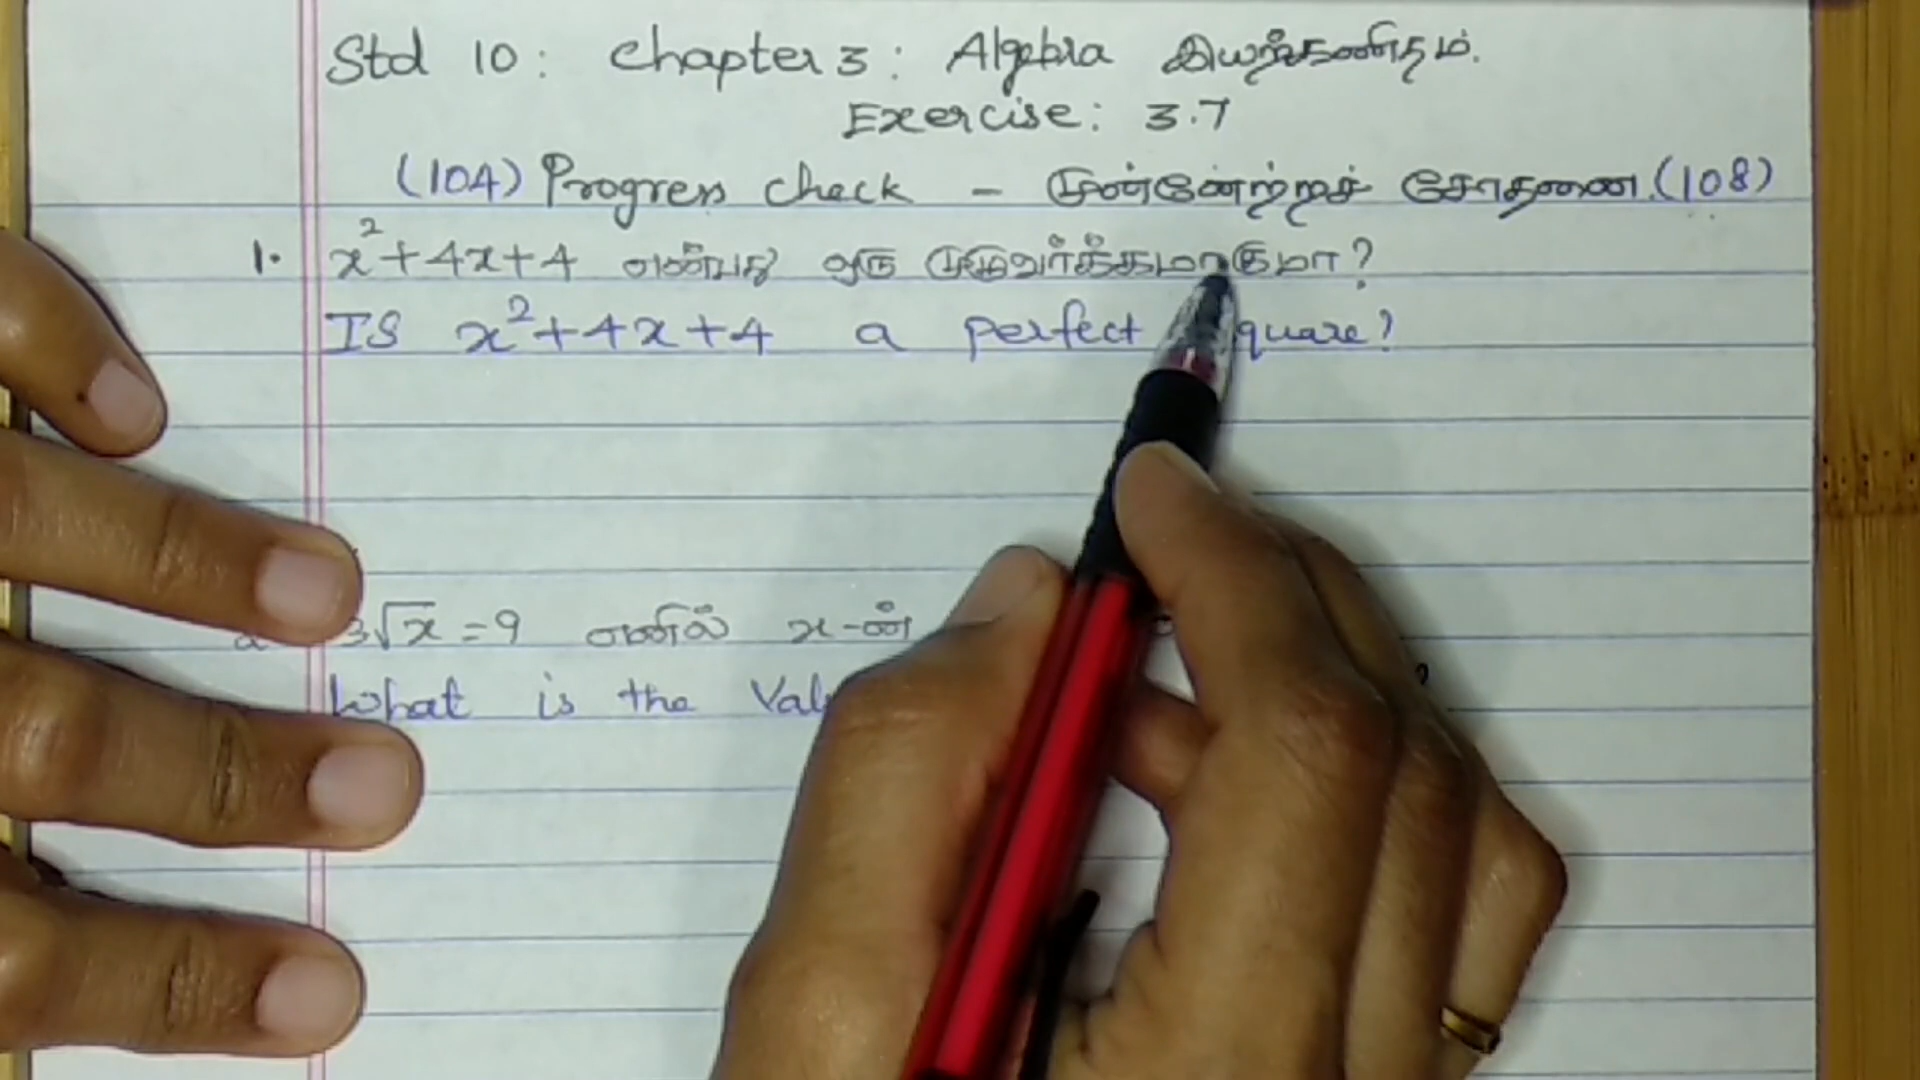 Std 10: Chapter 3: Algebra இயற்கணிதம்.
Exercise: 3.7
(104) Progress Check - முன்னேற்றச் சோதனை (108)
1. x²+4x+4 என்பது ஒரு முழுவர்க்கமாகுமா?
IS x²+4x+4 a perfect quare?
3√x = 9 எனில் x-ன்
What is the